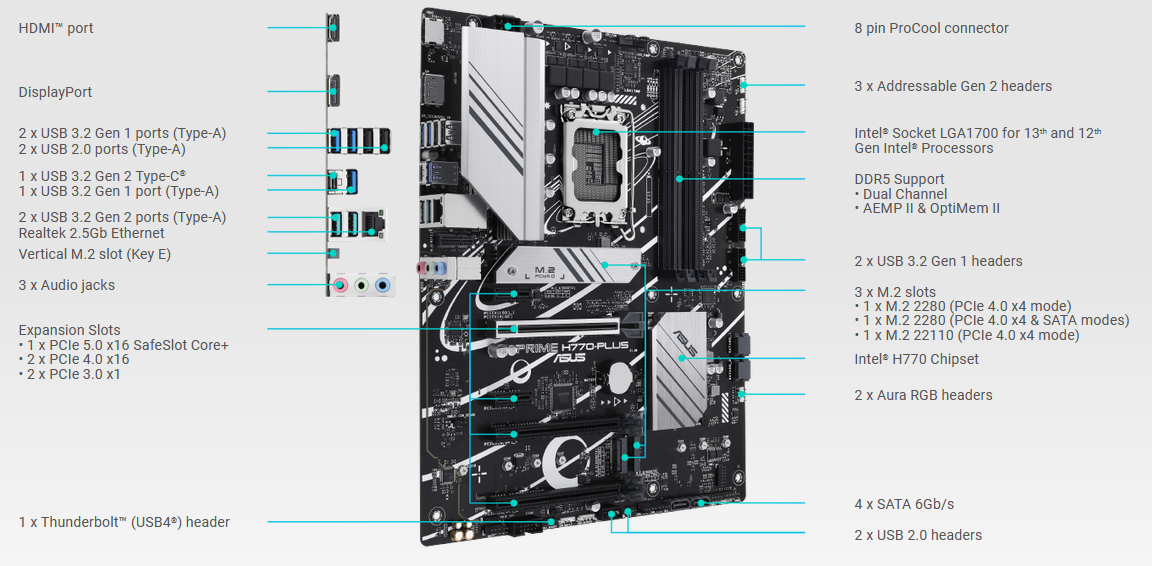 HDMI™ port
DisplayPort
2 x USB 3.2 Gen 1 ports (Type-A)
2 x USB 2.0 ports (Type-A)
1 x USB 3.2 Gen 2 Type-C®
1 x USB 3.2 Gen 1 port (Type-A)
2 x USB 3.2 Gen 2 ports (Type-A)
Realtek 2.5Gb Ethernet
Vertical M.2 slot (Key E)
3 x Audio jacks
Expansion Slots
• 1 x PCIe 5.0 x16 SafeSlot Core+
• 2 x PCIe 4.0 x16
• 2 x PCIe 3.0 x1
1 x Thunderbolt™ (USB4®) header
M.2
PCIe 4.0
PRIME H770-PLUS
ASUS
ASUS
8 pin ProCool connector
3 x Addressable Gen 2 headers
Intel® Socket LGA1700 for 13th and 12th
Gen Intel® Processors
DDR5 Support
• Dual Channel
• AEMP II & OptiMem II
2 x USB 3.2 Gen 1 headers
3 x M.2 slots
• 1 x M.2 2280 (PCIe 4.0 x4 mode)
• 1 x M.2 2280 (PCIe 4.0 x4 & SATA modes)
• 1 x M.2 22110 (PCIe 4.0 x4 mode)
Intel® H770 Chipset
2 x Aura RGB headers
4 x SATA 6Gb/s
2 x USB 2.0 headers